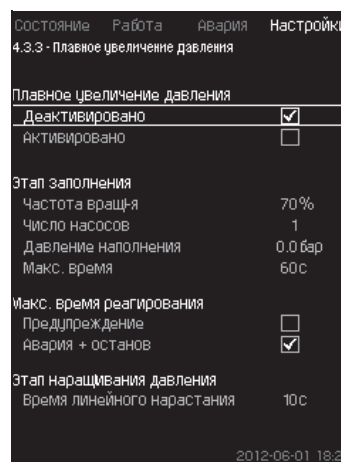 Состояние Работа Авария Настройки
4.3.3 - Плавное увеличение давления
Плавное увеличение давления
Деактивировано
Активировано
Этап заполнения
Частота вращ-я 70%
Число насосов 1
Давление наполнения 0.0 бар
Макс. время 60с
Макс. время реагирования
Предупреждение
Авария + останов
Этап наращивания давления
Время линейного нарастания 10с
2012-06-01 18:2